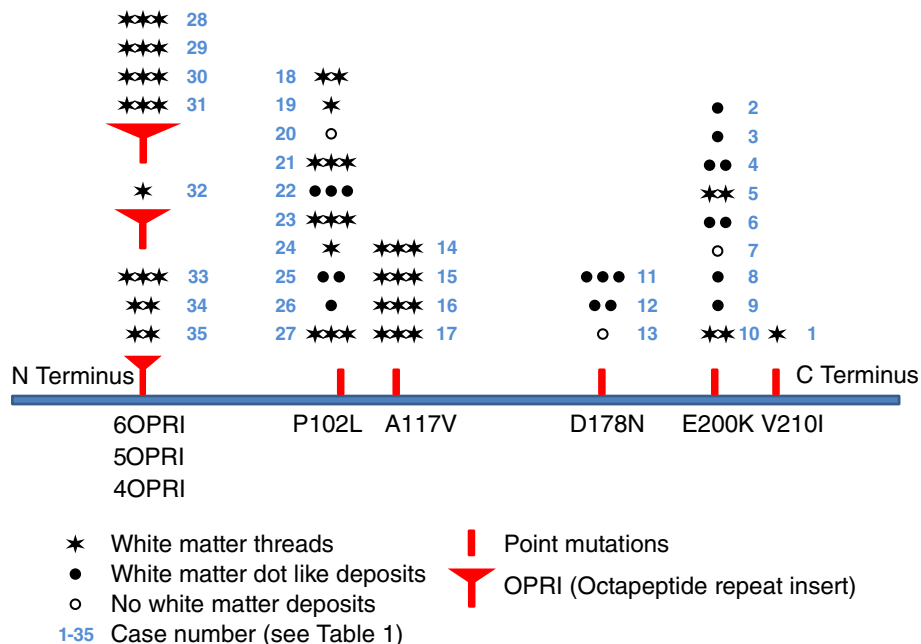 28
29
30
18
31
19
2
20
3
21
4
32
22
5
23
6
24
14
7
33
25
15
11
8
34
26
16
12
9
35
27
17
13
10
1
N Terminus
C Terminus
6OPRI
P102L
A117V
D178N
E200K
V210I
5OPRI
4OPRI
White matter threads
Point mutations
White matter dot like deposits
OPRI (Octapeptide repeat insert)
No white matter deposits
1-35 Case number (see Table 1)